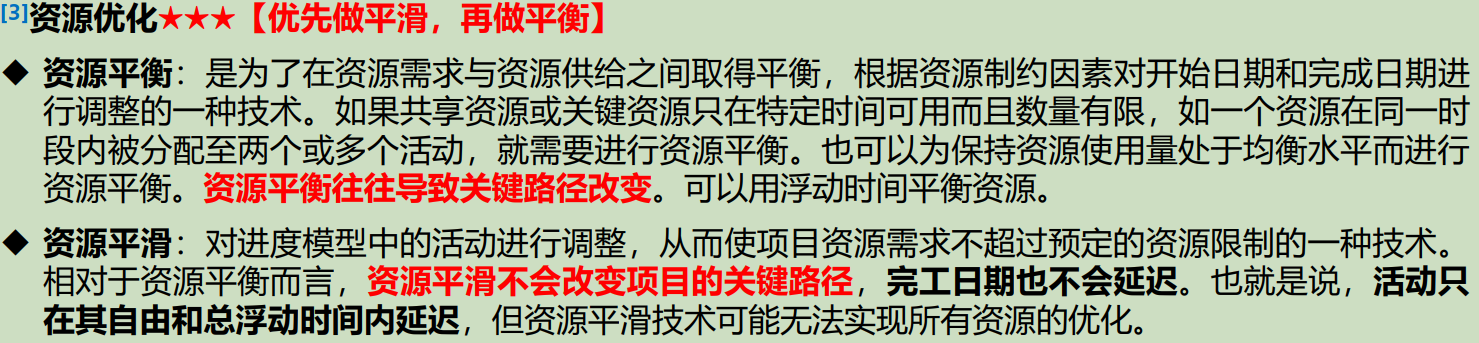 [3]资源优化★★★【优先做平滑，再做平衡】
◆ 资源平衡：是为了在资源需求与资源供给之间取得平衡，根据资源制约因素对开始日期和完成日期进
行调整的一种技术。如果共享资源或关键资源只在特定时间可用而且数量有限，如一个资源在同一时
段内被分配至两个或多个活动，就需要进行资源平衡。也可以为保持资源使用量处于均衡水平而进行
资源平衡。资源平衡往往导致关键路径改变。可以用浮动时间平衡资源。
◆ 资源平滑：对进度模型中的活动进行调整，从而使项目资源需求不超过预定的资源限制的一种技术。
相对于资源平衡而言，资源平滑不会改变项目的关键路径，完工日期也不会延迟。也就是说，活动只
在其自由和总浮动时间内延迟，但资源平滑技术可能无法实现所有资源的优化。